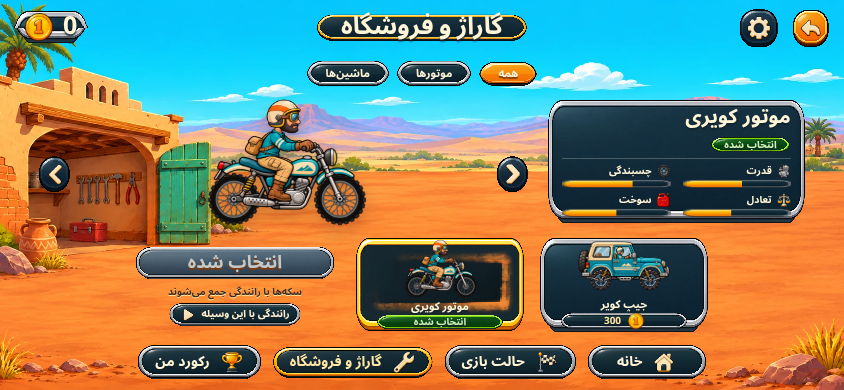 0
گاراژ و فروشگاه
همه
موتورها
ماشین‌ها
موتور کویری
انتخاب شده
قدرت
چسبندگی
تعادل
سوخت
انتخاب شده
سکه‌ها با رانندگی جمع می‌شوند
رانندگی با این وسیله
موتور کویری
انتخاب شده
جیپ کویر
300
خانه
حالت بازی
گاراژ و فروشگاه
رکورد من